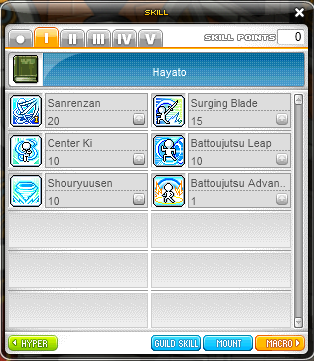 SKILL
I II III IV V SKILL POINTS 0
Hayato
Sanrenzan
20
Surging Blade
15
Center Ki
10
Battoujutsu Leap
10
Shouryuusen
10
Battoujutsu Advan..
1
HYPER GUILD SKILL MOUNT MACRO